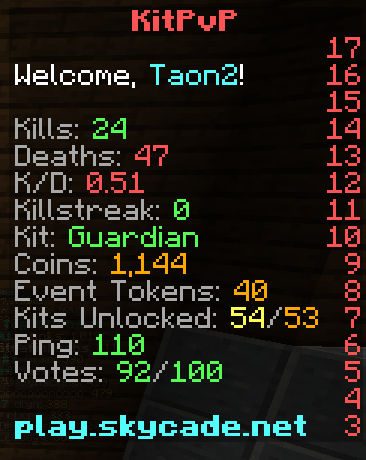 KitPvP
17
Welcome, Taon2! 16
15
Kills: 24 14
Deaths: 47 13
K/D: 0.51 12
Killstreak: 0 11
Kit: Guardian 10
Coins: 1,144 9
Event Tokens: 40 8
Kits Unlocked: 54/53 7
Ping: 110 6
Votes: 92/100 5
4
play.skycade.net 3